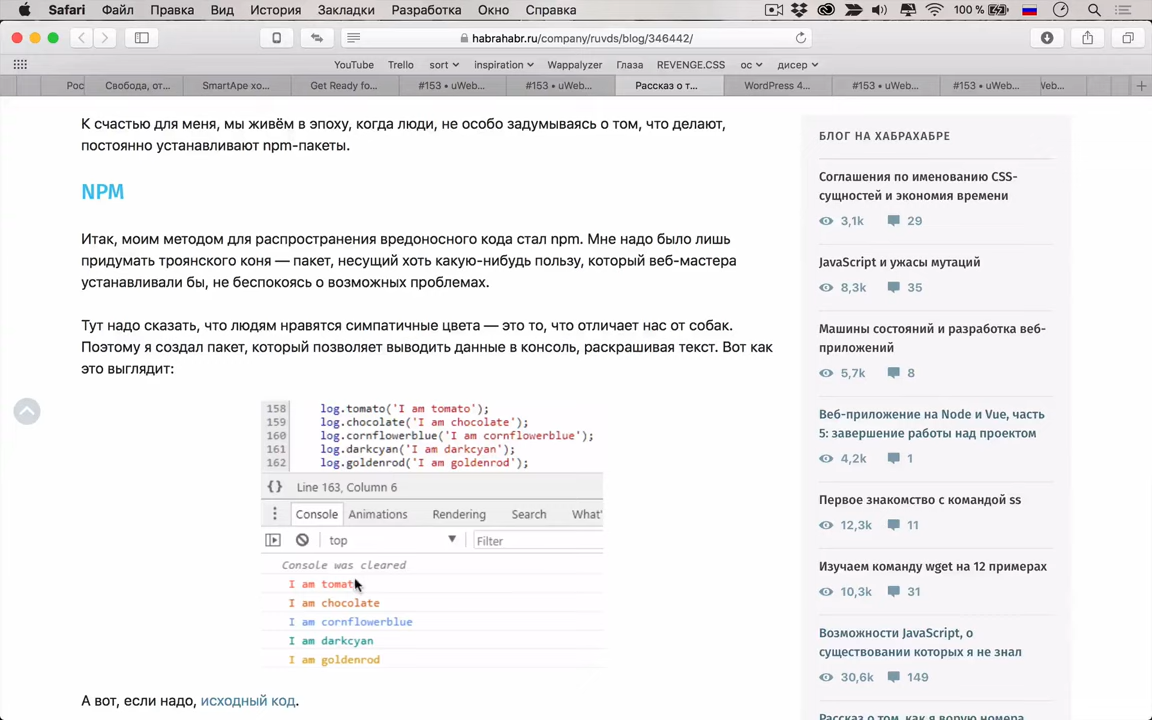 Safari Файл Правка Вид История Закладки Разработка Окно Справка 100 %
habrahabr.ru/company/ruvds/blog/346442/
YouTube Trello sort inspiration Wappalyzer Глаза REVENGE.CSS ос дисер
Рос Свобода, от... SmartApe хо... Get Ready fo... #153 • uWeb... #153 • uWeb... Рассказ о т... WordPress 4... #153 • uWeb... #153 • uWeb... Veb...
К счастью для меня, мы живём в эпоху, когда люди, не особо задумываясь о том, что делают,
постоянно устанавливают npm-пакеты.
NPM
Итак, моим методом для распространения вредоносного кода стал npm. Мне надо было лишь
придумать троянского коня — пакет, несущий хоть какую-нибудь пользу, который веб-мастера
устанавливали бы, не беспокоясь о возможных проблемах.
Тут надо сказать, что людям нравятся симпатичные цвета — это то, что отличает нас от собак.
Поэтому я создал пакет, который позволяет выводить данные в консоль, раскрашивая текст. Вот как
это выглядит:
158 log.tomato('I am tomato');
159 log.chocolate('I am chocolate');
160 log.cornflowerblue('I am cornflowerblue');
161 log.darkcyan('I am darkcyan');
162 log.goldenrod('I am goldenrod');
{} Line 163, Column 6
Console Animations Rendering Search What'
top Filter
Console was cleared
I am tomato
I am chocolate
I am cornflowerblue
I am darkcyan
I am goldenrod
А вот, если надо, исходный код.
БЛОГ НА ХАБРАХАБРЕ
Соглашения по именованию CSS-
сущностей и экономия времени
3,1k 29
JavaScript и ужасы мутаций
8,3k 35
Машины состояний и разработка веб-
приложений
5,7k 8
Веб-приложение на Node и Vue, часть
5: завершение работы над проектом
4,2k 1
Первое знакомство с командой ss
12,3k 11
Изучаем команду wget на 12 примерах
10,3k 31
Возможности JavaScript, о
существовании которых я не знал
30,6k 149
Рассказ о том, как я ворую номера